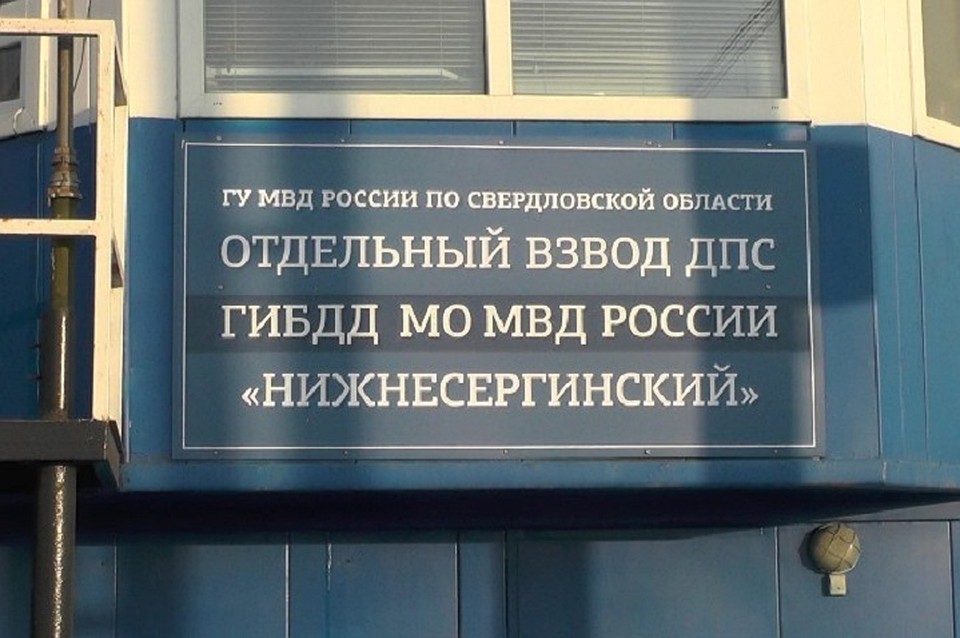 ГУ МВД РОССИИ ПО СВЕРДЛОВСКОЙ ОБЛАСТИ
ОТДЕЛЬНЫЙ ВЗВОД ДПС
ГИБДД МО МВД РОССИИ
«НИЖНЕСЕРГИНСКИЙ»